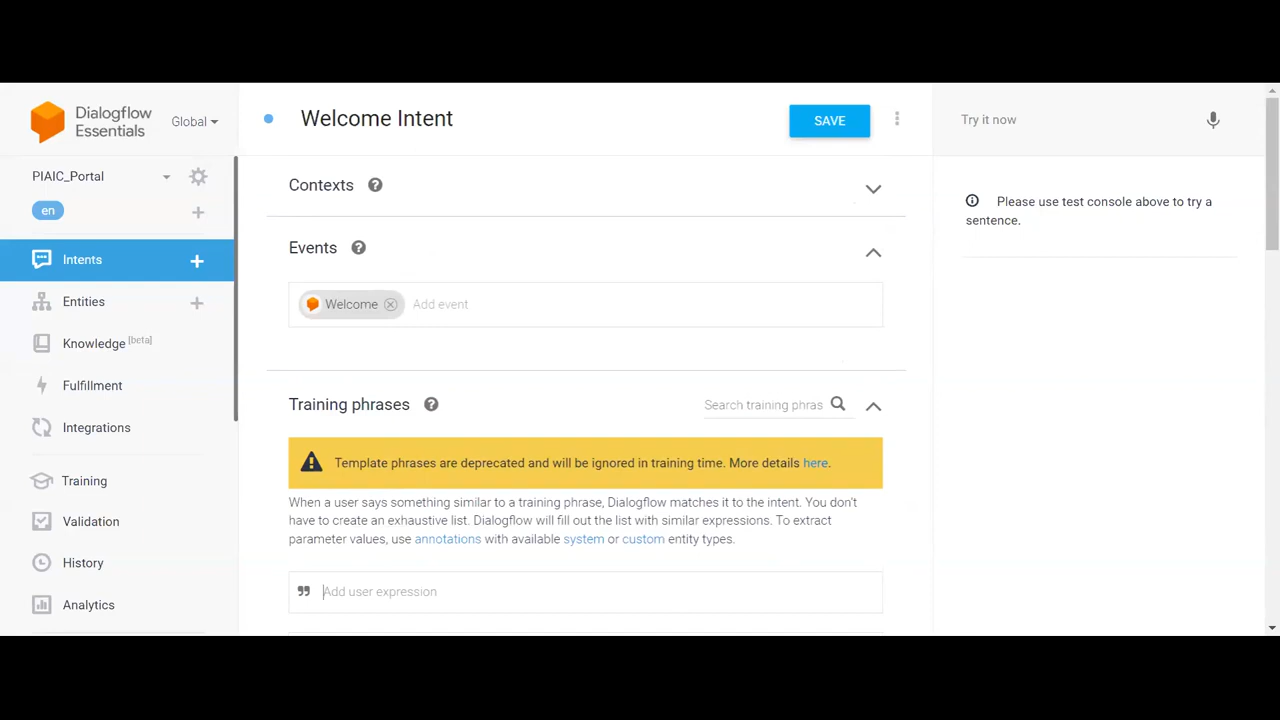 Dialogflow
Essentials
Global
PIAIC_Portal
en
Intents
Entities
Knowledge [beta]
Fulfillment
Integrations
Training
Validation
History
Analytics
Welcome Intent
SAVE
Contexts
Events
Welcome Add event
Training phrases Search training phras
Template phrases are deprecated and will be ignored in training time. More details here.
When a user says something similar to a training phrase, Dialogflow matches it to the intent. You don't
have to create an exhaustive list. Dialogflow will fill out the list with similar expressions. To extract
parameter values, use annotations with available system or custom entity types.
Add user expression
Try it now
Please use test console above to try a
sentence.